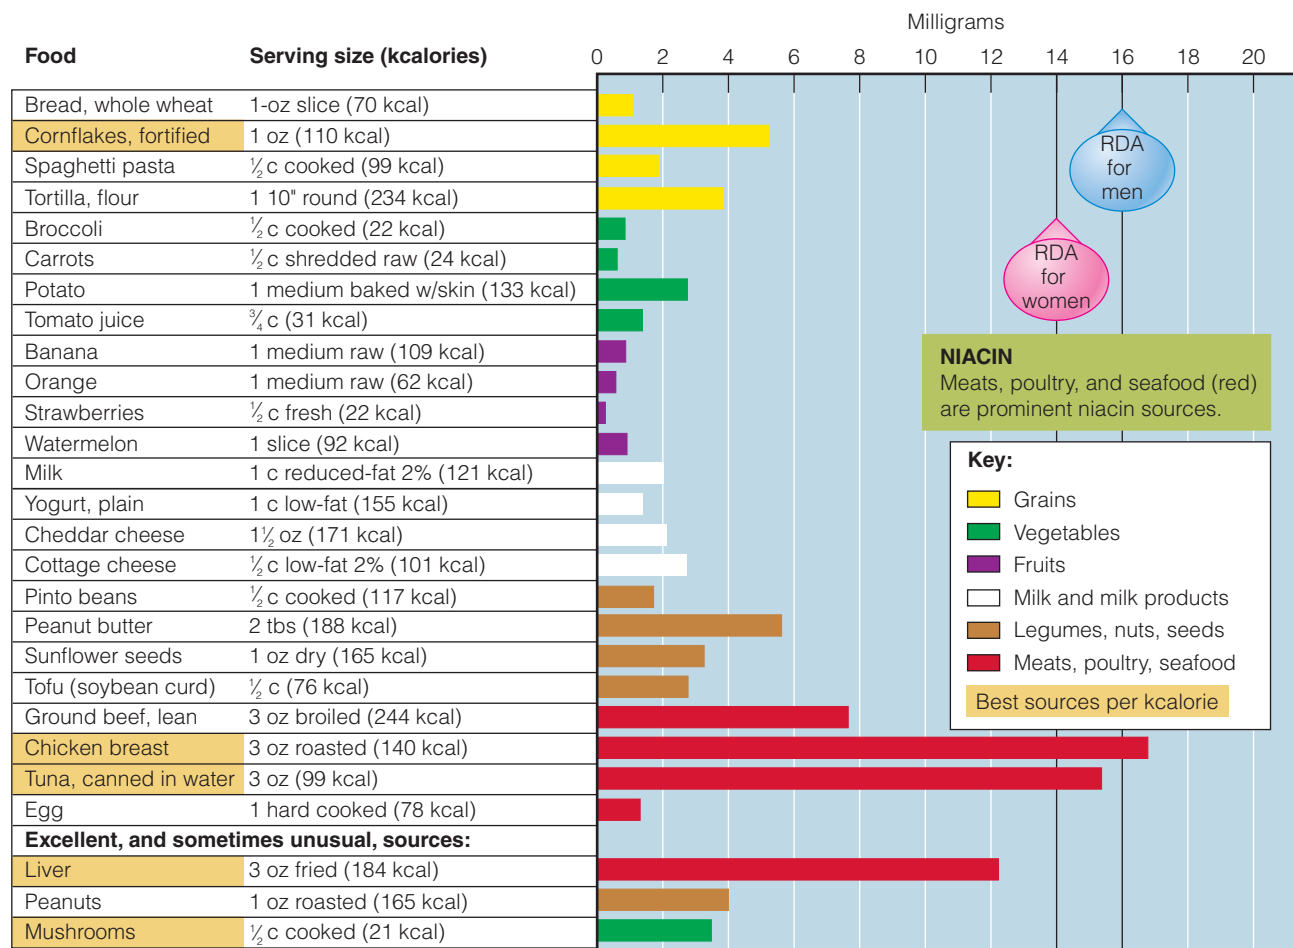 Milligrams
Food Serving size (kcalories) 0 2 4 6 8 10 12 14 16 18 20
Bread, whole wheat 1-oz slice (70 kcal)
Cornflakes, fortified 1 oz (110 kcal)
Spaghetti pasta ½ c cooked (99 kcal)
Tortilla, flour 1 10" round (234 kcal)
Broccoli ½ c cooked (22 kcal)
Carrots ½ c shredded raw (24 kcal)
Potato 1 medium baked w/skin (133 kcal)
Tomato juice ¾ c (31 kcal)
Banana 1 medium raw (109 kcal)
Orange 1 medium raw (62 kcal)
Strawberries ½ c fresh (22 kcal)
Watermelon 1 slice (92 kcal)
Milk 1 c reduced-fat 2% (121 kcal)
Yogurt, plain 1 c low-fat (155 kcal)
Cheddar cheese 1½ oz (171 kcal)
Cottage cheese ½ c low-fat 2% (101 kcal)
Pinto beans ½ c cooked (117 kcal)
Peanut butter 2 tbs (188 kcal)
Sunflower seeds 1 oz dry (165 kcal)
Tofu (soybean curd) ½ c (76 kcal)
Ground beef, lean 3 oz broiled (244 kcal)
Chicken breast 3 oz roasted (140 kcal)
Tuna, canned in water 3 oz (99 kcal)
Egg 1 hard cooked (78 kcal)
Excellent, and sometimes unusual, sources:
Liver 3 oz fried (184 kcal)
Peanuts 1 oz roasted (165 kcal)
Mushrooms ½ c cooked (21 kcal)
RDA
for
men
RDA
for
women
NIACIN
Meats, poultry, and seafood (red)
are prominent niacin sources.
Key:
Grains
Vegetables
Fruits
Milk and milk products
Legumes, nuts, seeds
Meats, poultry, seafood
Best sources per kcalorie